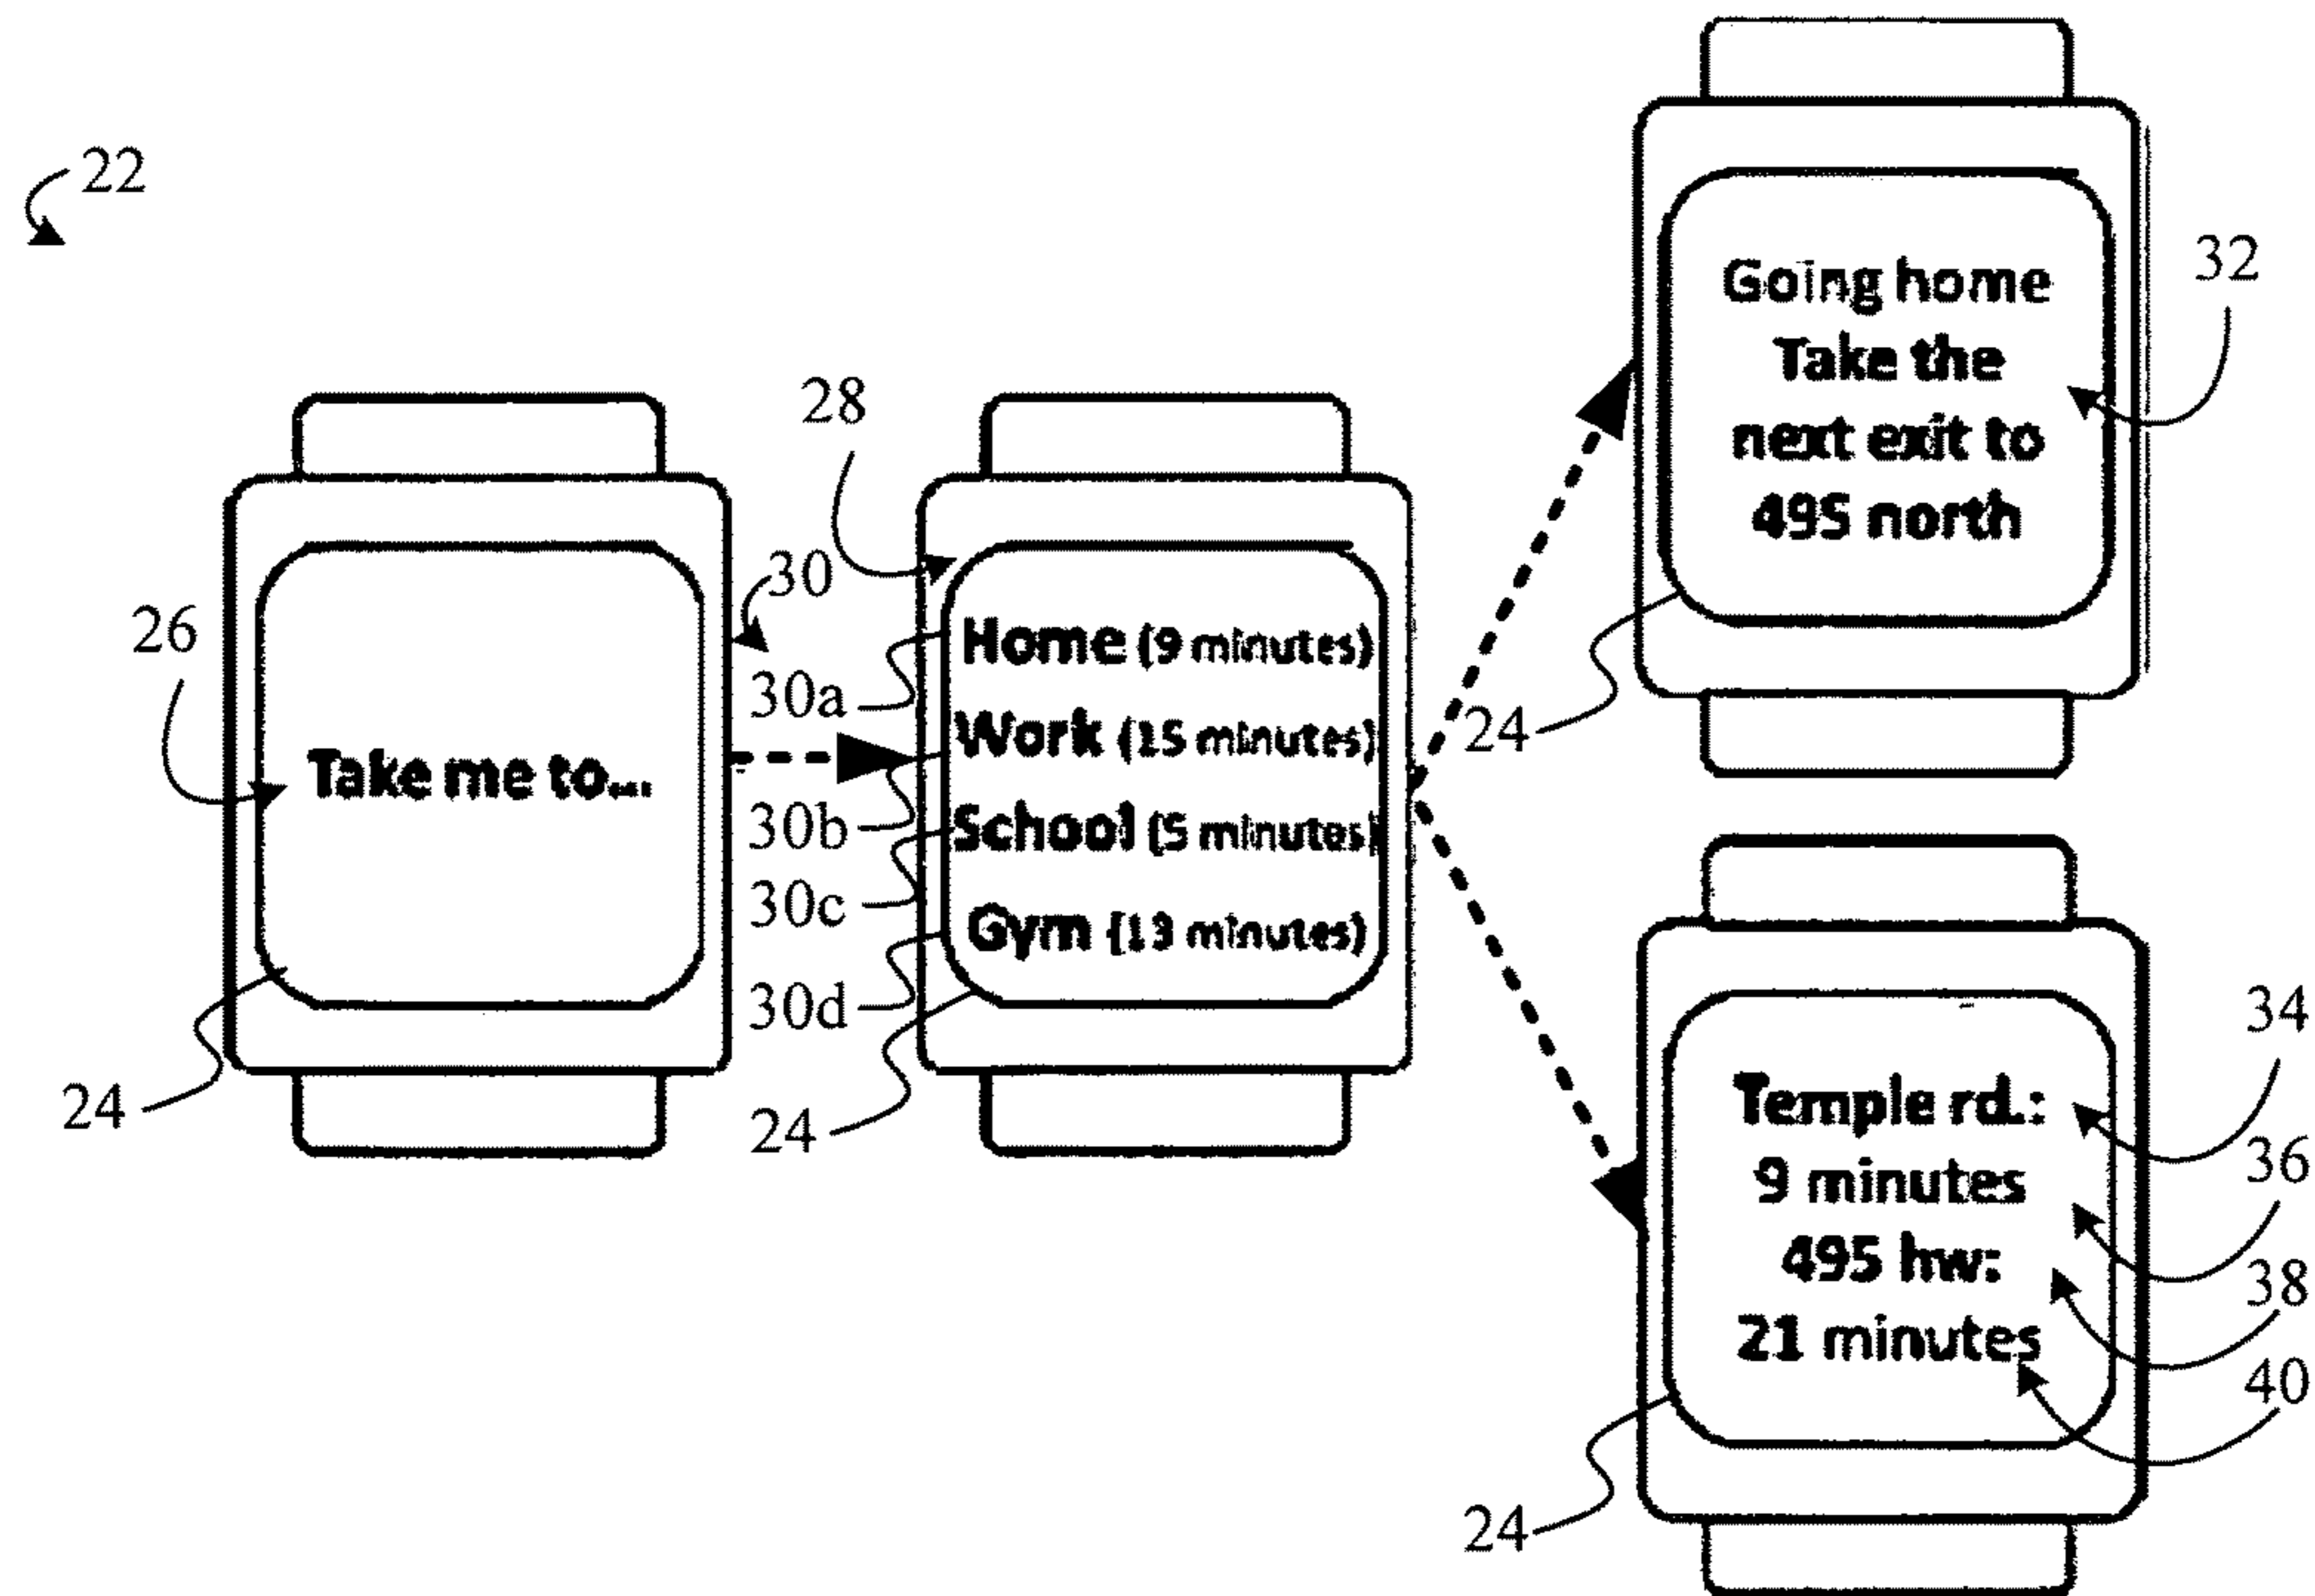 22
26
Take me to...
24
28
30
30a
Home (9 minutes)
30b
Work (15 minutes)
30c
School (5 minutes)
30d
Gym (13 minutes)
24
Going home
Take the
next exit to
495 north
32
24
Temple rd.:
9 minutes
495 hw:
21 minutes
34
36
38
40
24